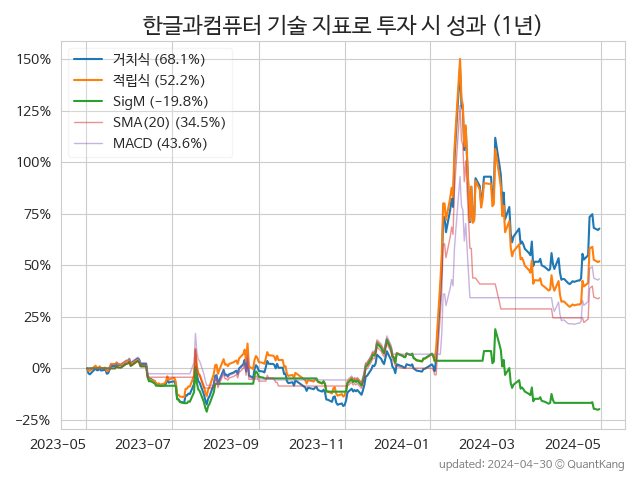 한글과컴퓨터 기술 지표로 투자 시 성과 (1년)
거치식 (68.1%)
적립식 (52.2%)
SigM (−19.8%)
SMA(20) (34.5%)
MACD (43.6%)
150%
125%
100%
75%
50%
25%
0%
−25%
2023-05 2023-07 2023-09 2023-11 2024-01 2024-03 2024-05
updated: 2024-04-30 © QuantKang